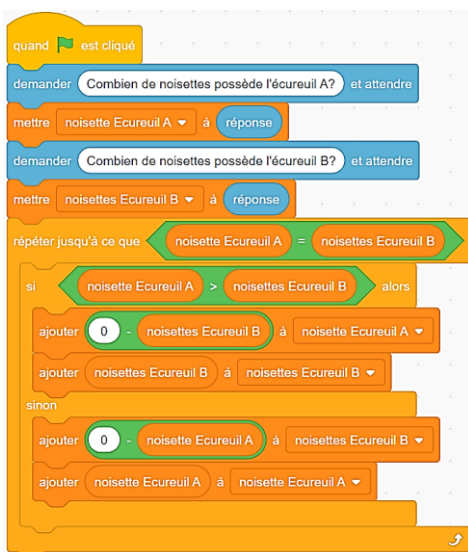 quand est cliqué
demander Combien de noisettes possède l'écureuil A? et attendre
mettre noisette Ecureuil A à réponse
demander Combien de noisettes possède l'écureuil B? et attendre
mettre noisettes Ecureuil B à réponse
répéter jusqu'à ce que noisette Ecureuil A = noisettes Ecureuil B
si noisette Ecureuil A > noisettes Ecureuil B alors
ajouter 0 - noisettes Ecureuil B à noisette Ecureuil A
ajouter noisettes Ecureuil B à noisettes Ecureuil B
sinon
ajouter 0 - noisette Ecureuil A à noisettes Ecureuil B
ajouter noisette Ecureuil A à noisette Ecureuil A